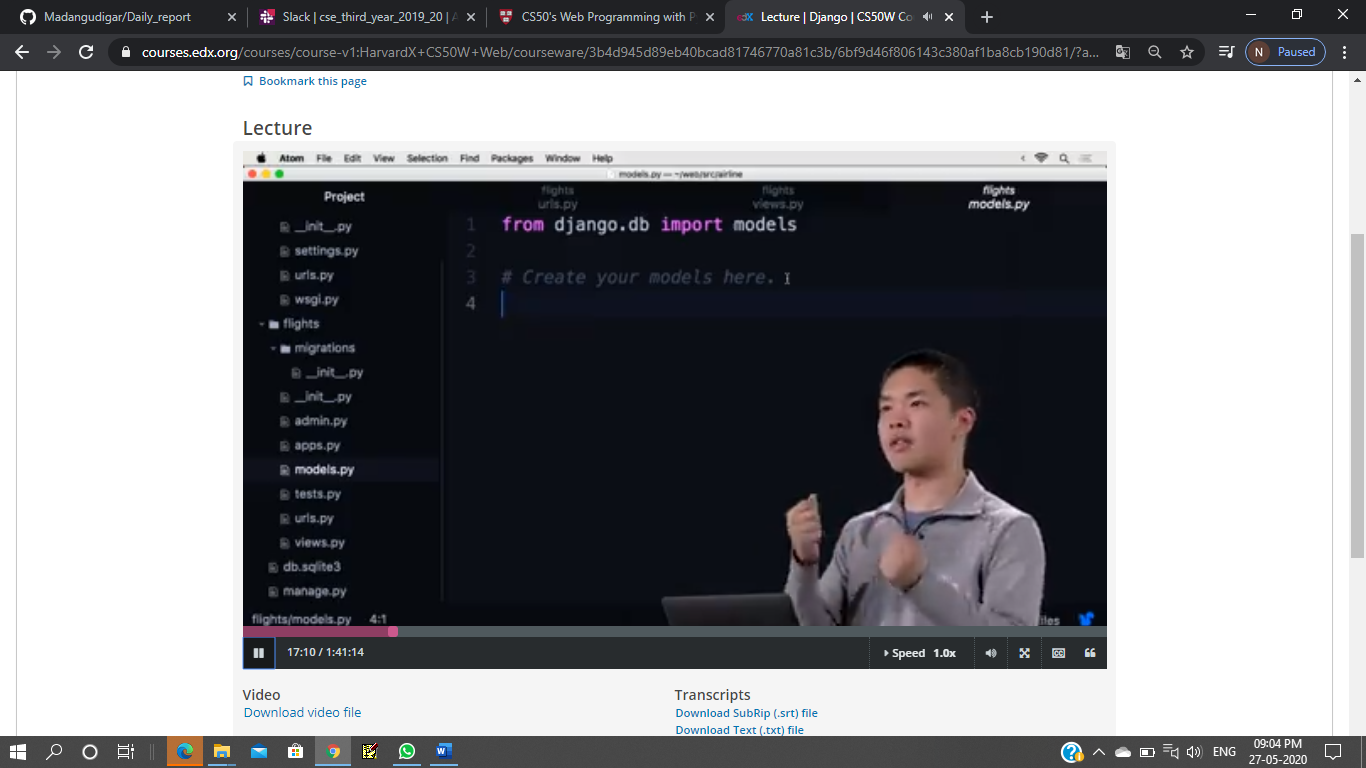 Madangudigar/Daily_report
Slack | cse_third_year_2019_20 | A
CS50's Web Programming with P
Lecture | Django | CS50W Co
courses.edx.org/courses/course-v1:HarvardX+CS50W+Web/courseware/3b4d945d89eb40bcad81746770a81c3b/6bf9d46f806143c380af1ba8cb190d81/?a...
N Paused
Bookmark this page
Lecture
Atom File Edit View Selection Find Packages Window Help
models.py — ~/web/src/airline
Project
flights
urls.py
flights
views.py
flights
models.py
__init__.py
settings.py
urls.py
wsgi.py
flights
migrations
__init__.py
__init__.py
admin.py
apps.py
models.py
tests.py
urls.py
views.py
db.sqlite3
manage.py
1 from django.db import models
2
3 # Create your models here.
4
flights/models.py 4:1
iles
17:10 / 1:41:14
Speed 1.0x
CC
Video
Download video file
Transcripts
Download SubRip (.srt) file
Download Text (.txt) file
ENG
09:04 PM
27-05-2020